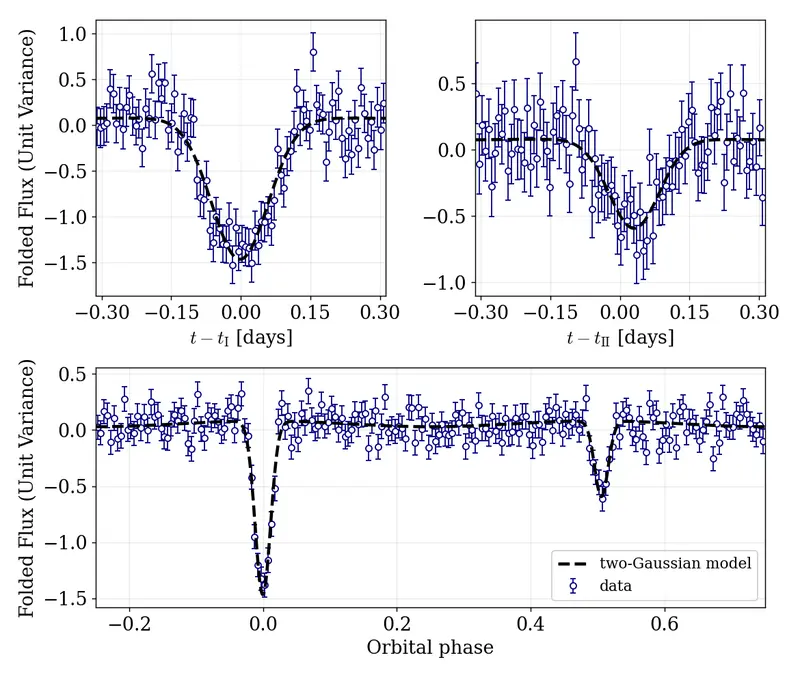 Folded Flux (Unit Variance)
1.0
0.5
0.0
−0.5
−1.0
−1.5
−0.30 −0.15 0.00 0.15 0.30
t − tI [days]
0.5
0.0
−0.5
−1.0
−0.30 −0.15 0.00 0.15 0.30
t − tII [days]
Folded Flux (Unit Variance)
0.5
0.0
−0.5
−1.0
−1.5
−0.2 0.0 0.2 0.4 0.6
Orbital phase
two-Gaussian model
data